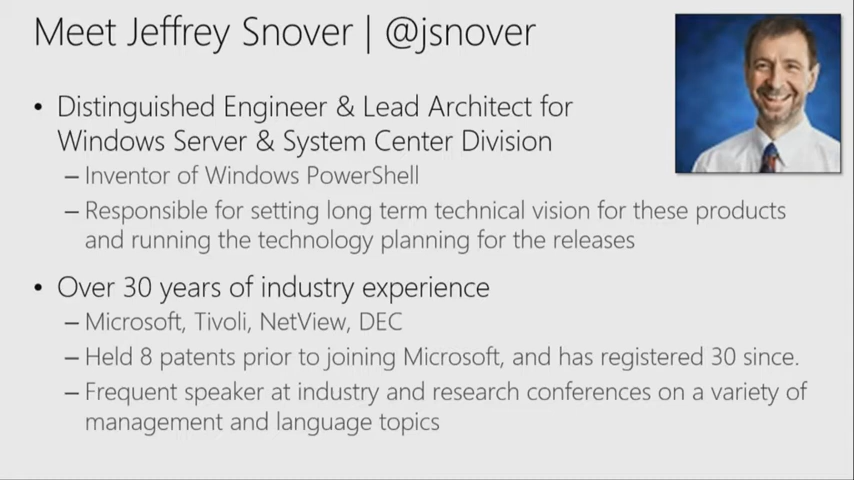 Meet Jeffrey Snover | @jsnover
• Distinguished Engineer & Lead Architect for
Windows Server & System Center Division
– Inventor of Windows PowerShell
– Responsible for setting long term technical vision for these products
and running the technology planning for the releases
• Over 30 years of industry experience
– Microsoft, Tivoli, NetView, DEC
– Held 8 patents prior to joining Microsoft, and has registered 30 since.
– Frequent speaker at industry and research conferences on a variety of
management and language topics